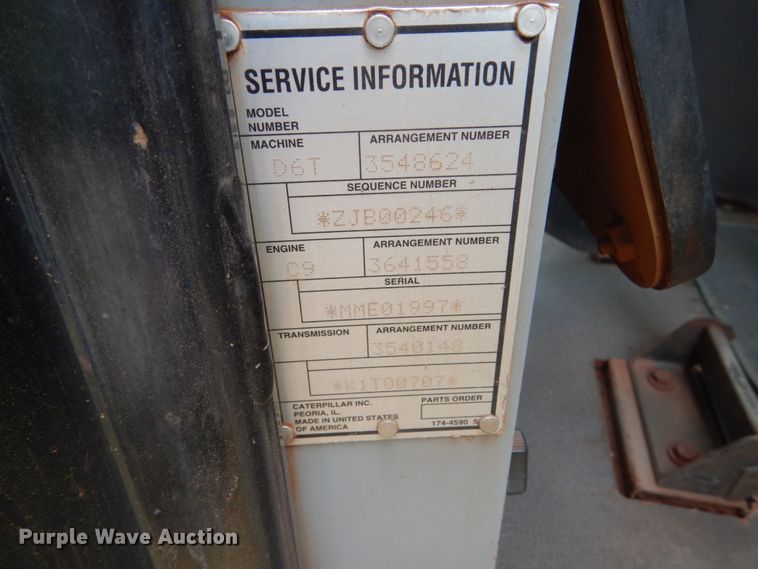 SERVICE INFORMATION
MODEL
NUMBER
MACHINE ARRANGEMENT NUMBER
D6T 3548624
SEQUENCE NUMBER
*ZJB00246*
ENGINE ARRANGEMENT NUMBER
C9 3641558
SERIAL
*MME01997*
TRANSMISSION ARRANGEMENT NUMBER
3540148
*K1T00707*
CATERPILLAR INC. PARTS ORDER
PEORIA, IL.
MADE IN UNITED STATES
OF AMERICA 174-4590 5
Purple Wave Auction